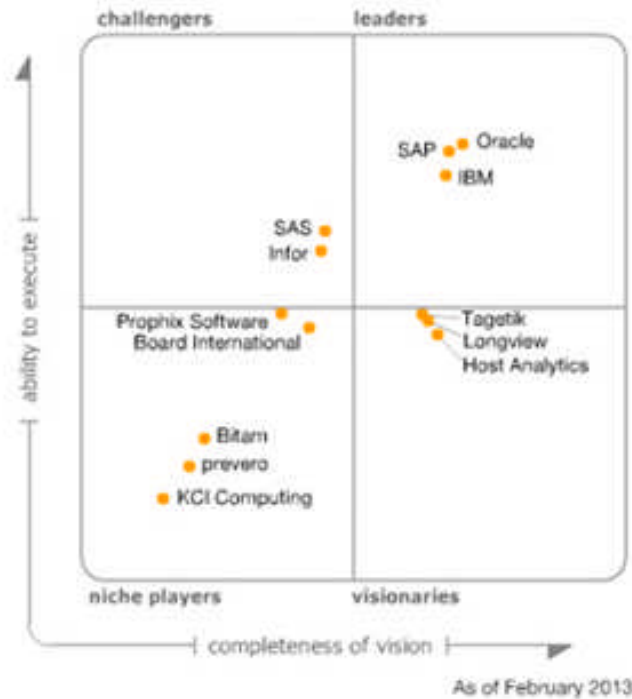 challengers
leaders
Oracle
SAP
IBM
SAS
Infor
Prophix Software
Board International
Tagetik
Longview
Host Analytics
Bitam
prevero
KCI Computing
niche players
visionaries
ability to execute
completeness of vision
As of February 2013